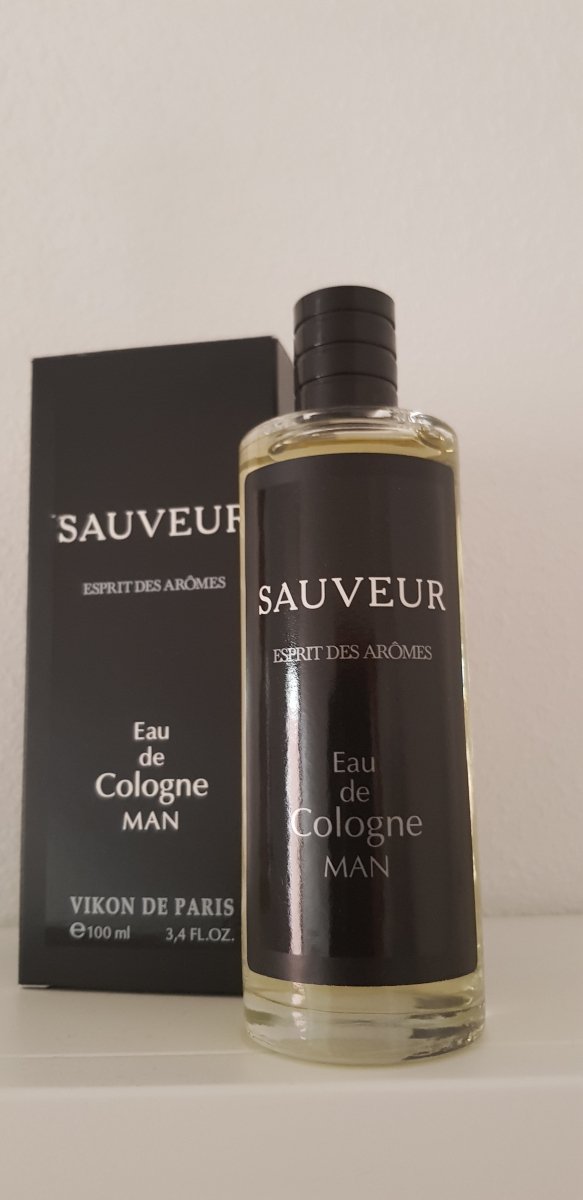 SAUVEUR
ESPRIT DES ARÔMES
Eau
de
Cologne
MAN
VIKON DE PARIS
℮100 ml 3,4 FL.OZ.
SAUVEUR
ESPRIT DES ARÔMES
Eau
de
Cologne
MAN